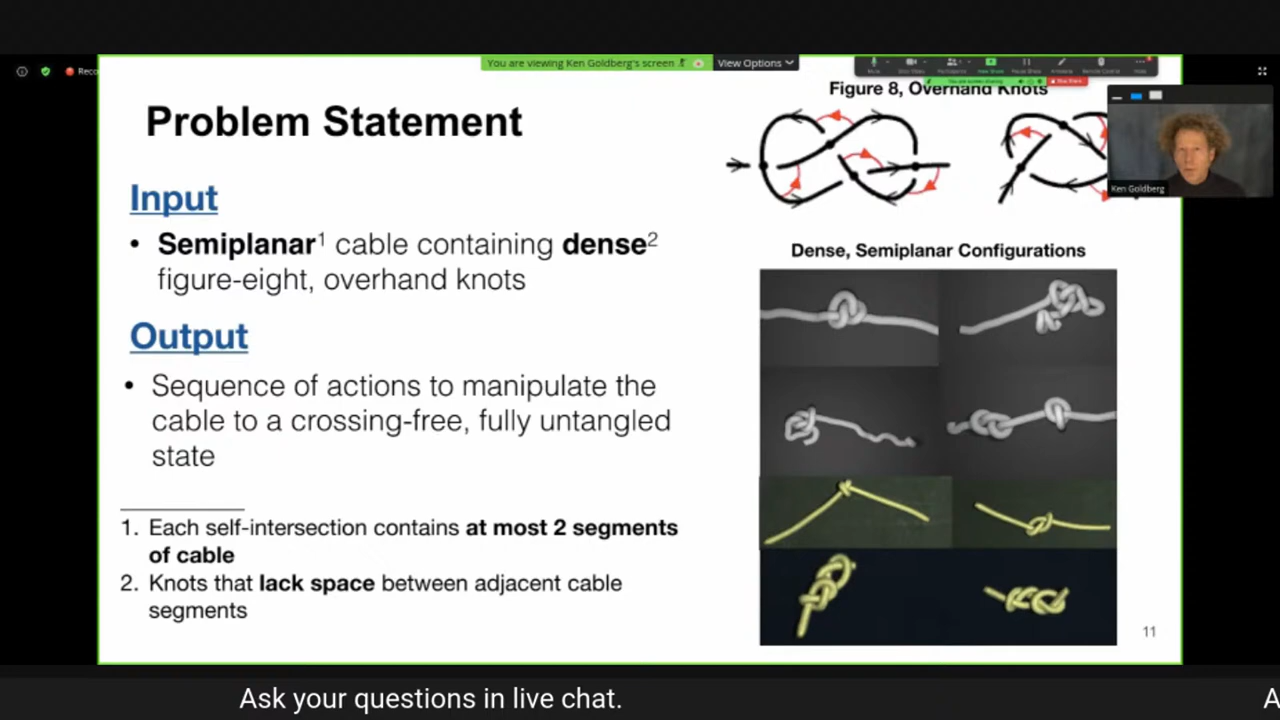 Reco
You are viewing Ken Goldberg's screen
View Options
Problem Statement
Input
• Semiplanar1 cable containing dense2
figure-eight, overhand knots
Output
• Sequence of actions to manipulate the
cable to a crossing-free, fully untangled
state
1. Each self-intersection contains at most 2 segments
of cable
2. Knots that lack space between adjacent cable
segments
Figure 8, Overhand Knots
Ken Goldberg
Dense, Semiplanar Configurations
11
Ask your questions in live chat.
A